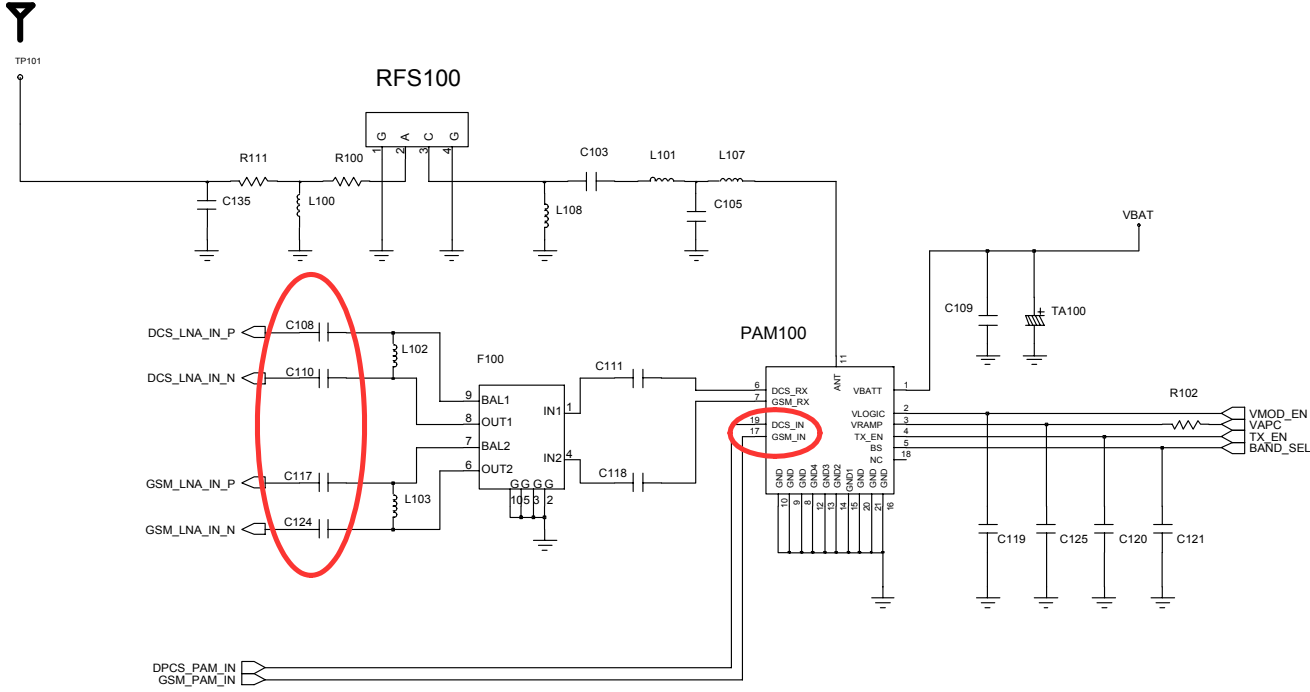 TP101
RFS100
G A C G
1 2 3 4
R111 R100 C103 L101 L107
C135 L100 L108 C105
VBAT
C109 TA100
DCS_LNA_IN_P C108
L102
DCS_LNA_IN_N C110
GSM_LNA_IN_P C117
L103
GSM_LNA_IN_N C124
F100
9 BAL1
8 OUT1
7 BAL2
6 OUT2
IN1 1
IN2 4
G G G G
10 5 3 2
C111
C118
PAM100
11
ANT
6 DCS_RX
7 GSM_RX
19 DCS_IN
17 GSM_IN
VBATT 1
VLOGIC 2
VRAMP 3
TX_EN 4
BS 5
NC 18
GND GND GND GND4 GND3 GND2 GND1 GND GND GND
10 9 8 12 13 14 15 20 21 16
+
R102
VMOD_EN
VAPC
TX_EN
BAND_SEL
C119 C125 C120 C121
DPCS_PAM_IN
GSM_PAM_IN